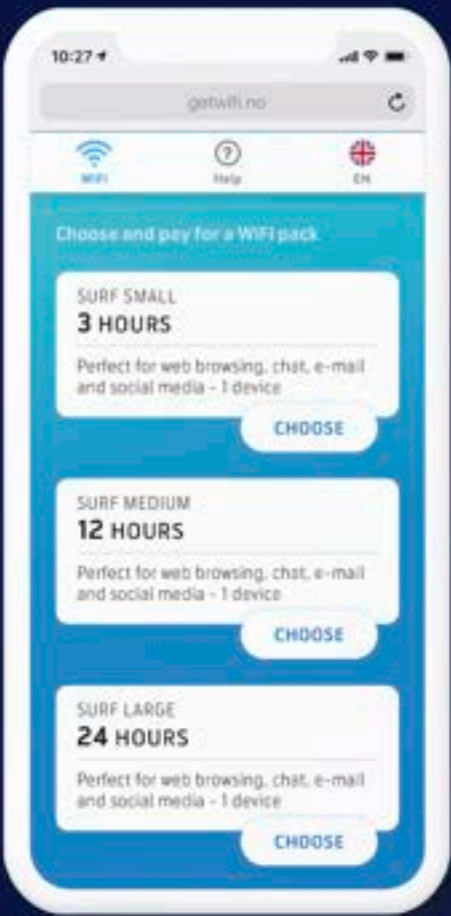 10:27
getwifi.no
WIFI
Help
EN
Choose and pay for a WiFi pack
SURF SMALL
3 HOURS
Perfect for web browsing, chat, e-mail
and social media - 1 device
CHOOSE
SURF MEDIUM
12 HOURS
Perfect for web browsing, chat, e-mail
and social media - 1 device
CHOOSE
SURF LARGE
24 HOURS
Perfect for web browsing, chat, e-mail
and social media - 1 device
CHOOSE